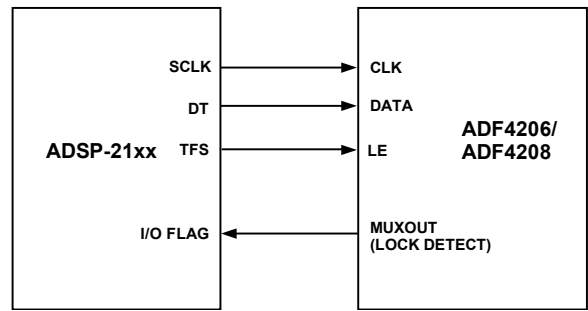 SCLK
CLK
DT
DATA
ADSP-21xx
TFS
LE
ADF4206/
ADF4208
I/O FLAG
MUXOUT
(LOCK DETECT)